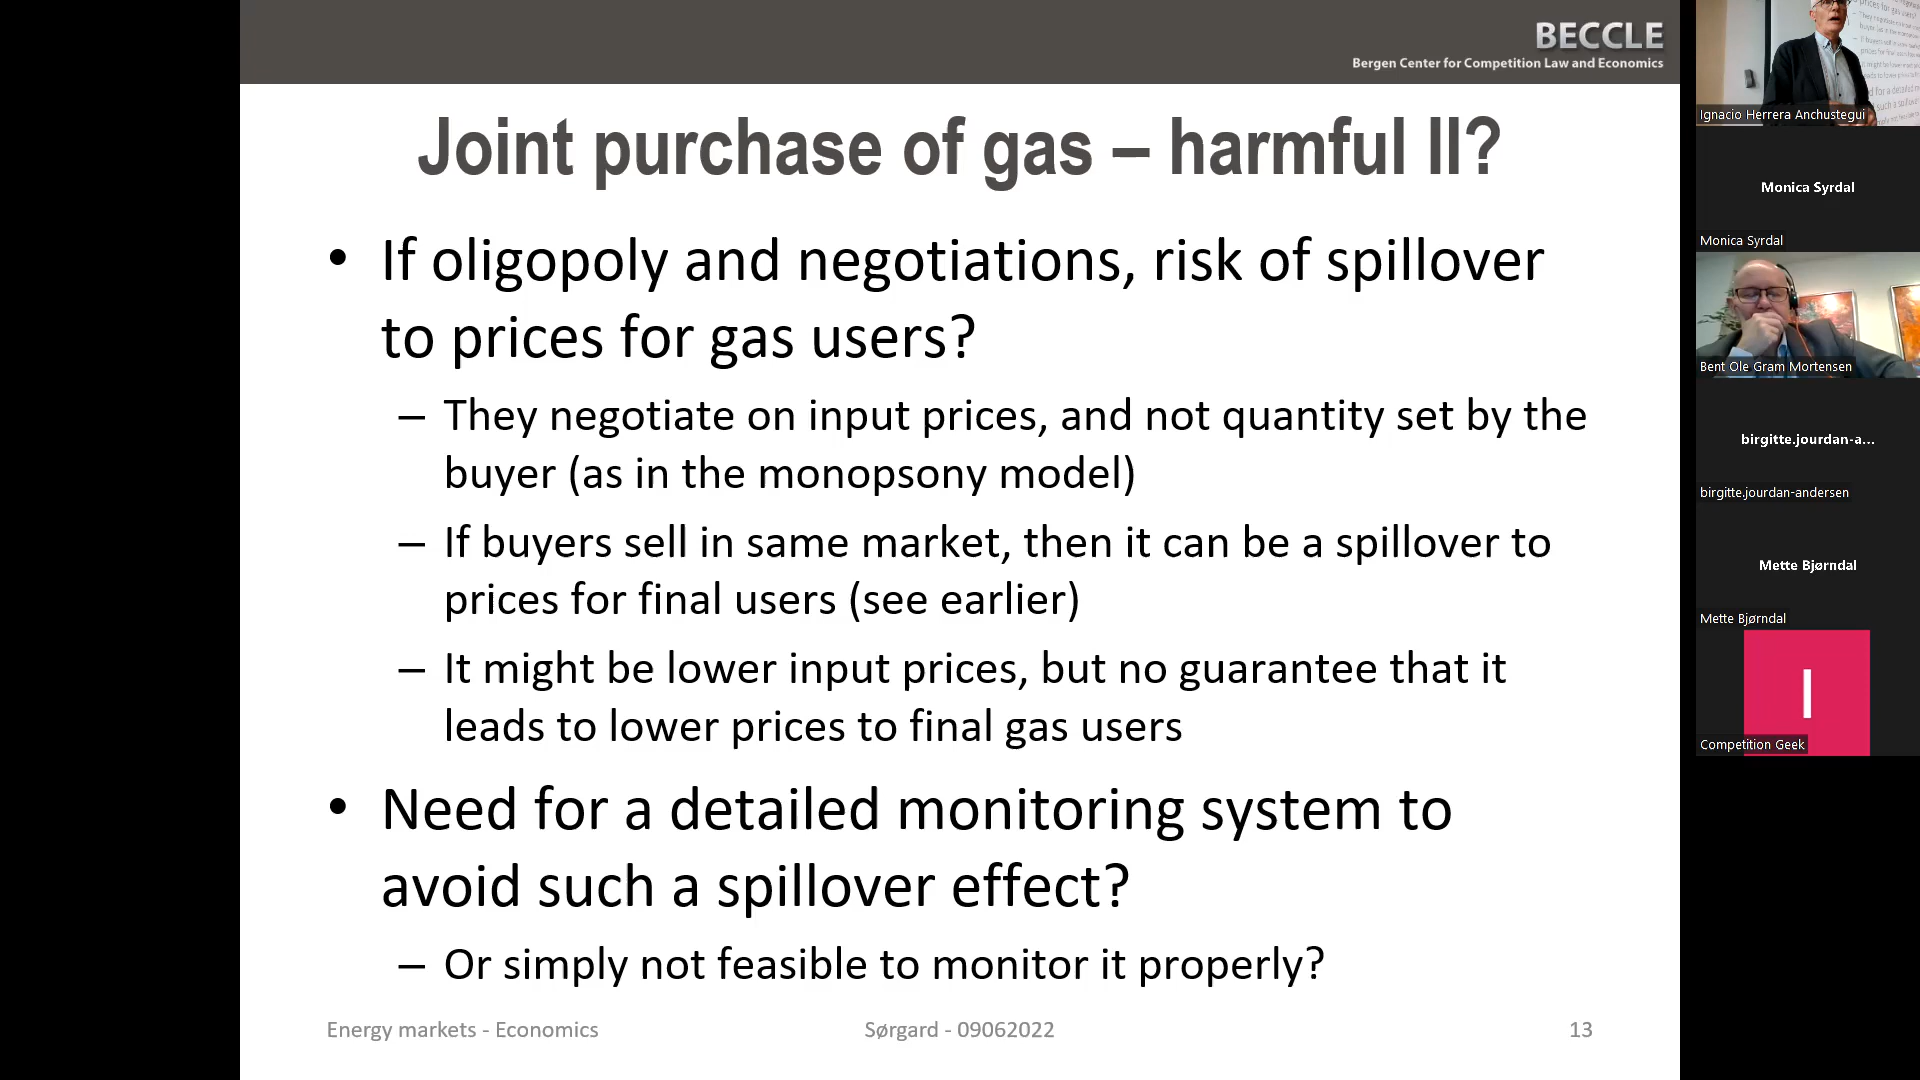 BECCLE
Bergen Center for Competition Law and Economics
Joint purchase of gas – harmful II?
• If oligopoly and negotiations, risk of spillover
to prices for gas users?
– They negotiate on input prices, and not quantity set by the
buyer (as in the monopsony model)
– If buyers sell in same market, then it can be a spillover to
prices for final users (see earlier)
– It might be lower input prices, but no guarantee that it
leads to lower prices to final gas users
• Need for a detailed monitoring system to
avoid such a spillover effect?
– Or simply not feasible to monitor it properly?
Energy markets - Economics
Sørgard - 09062022
13
Ignacio Herrera Anchustegui
Monica Syrdal
Monica Syrdal
Bent Ole Gram Mortensen
birgitte.jourdan-a...
birgitte.jourdan-andersen
Mette Bjørndal
Mette Bjørndal
I
Competition Geek